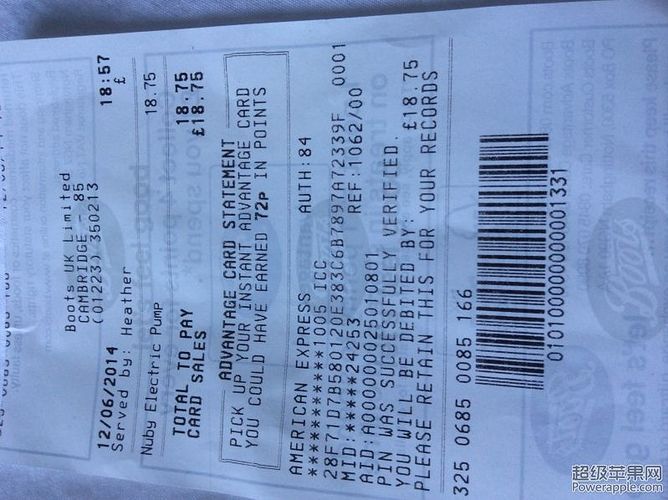 Boots UK Limited
CAMBRIDGE - 85
(01223) 350213
12/06/2014 18:57
Served by: Heather £
Nuby Electric Pump 18.75
TOTAL TO PAY 18.75
CARD SALES £18.75
ADVANTAGE CARD STATEMENT
PICK UP YOUR INSTANT ADVANTAGE CARD
YOU COULD HAVE EARNED 72p IN POINTS
AMERICAN EXPRESS AUTH:84
***********1005 ICC
28F71D7B580120E383C6B7897A72339F 0001
MID:*****24203 REF:1062/00
AID:A000000025010801
PIN WAS SUCCESSFULLY VERIFIED.
YOU WILL BE DEBITED BY: £18.75
PLEASE RETAIN THIS FOR YOUR RECORDS
325 0685 0085 166
0101000000000001331
超级苹果网
Powerapple.com